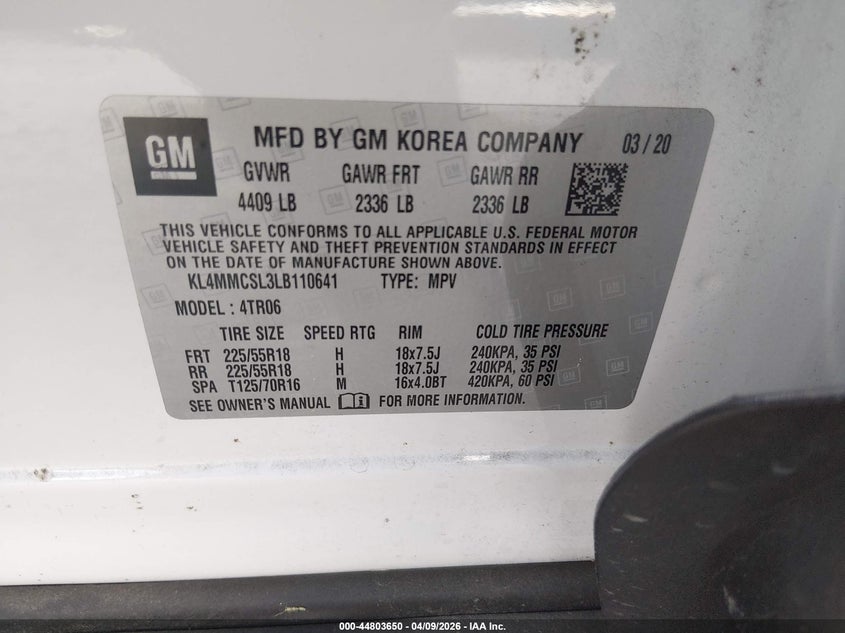 GM
MFD BY GM KOREA COMPANY 03/20
GVWR GAWR FRT GAWR RR
4409 LB 2336 LB 2336 LB
THIS VEHICLE CONFORMS TO ALL APPLICABLE U.S. FEDERAL MOTOR
VEHICLE SAFETY AND THEFT PREVENTION STANDARDS IN EFFECT
ON THE DATE OF MANUFACTURE SHOWN ABOVE.
KL4MMCSL3LB110641 TYPE: MPV
MODEL : 4TR06
TIRE SIZE SPEED RTG RIM COLD TIRE PRESSURE
FRT 225/55R18 H 18x7.5J 240KPA, 35 PSI
RR 225/55R18 H 18x7.5J 240KPA, 35 PSI
SPA T125/70R16 M 16x4.0BT 420KPA, 60 PSI
SEE OWNER'S MANUAL FOR MORE INFORMATION.
000-44803650 - 04/09/2026 - IAA Inc.